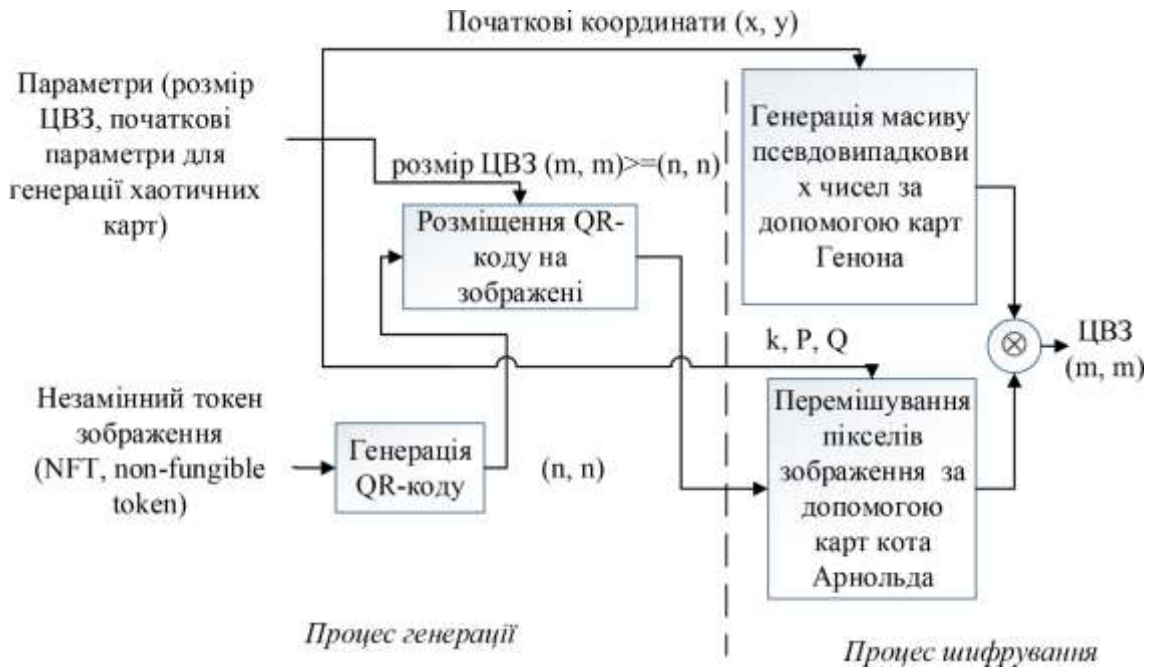 Початкові координати (x, y)
Параметри (розмір
ЦВЗ, початкові
параметри для
генерації хаотичних
карт)
розмір ЦВЗ (m, m)>=(n, n)
Розміщення QR-
коду на
зображені
Генерація масиву
псевдовипадкови
х чисел за
допомогою карт
Генона
k, P, Q
⊗
ЦВЗ
(m, m)
Незамінний токен
зображення
(NFT, non-fungible
token)
Генерація
QR-коду
(n, n)
Перемішування
пікселів
зображення за
допомогою
карт кота
Арнольда
Процес генерації
Процес шифрування